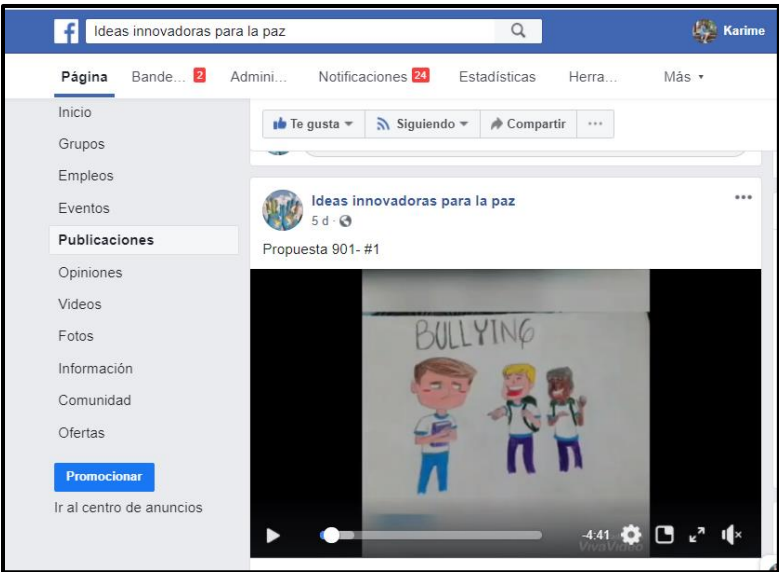 Ideas innovadoras para la paz
Karime
Página Bande... 2 Admini... Notificaciones 24 Estadísticas Herra... Más
Inicio
Grupos
Empleos
Eventos
Publicaciones
Opiniones
Videos
Fotos
Información
Comunidad
Ofertas
Promocionar
Ir al centro de anuncios
Te gusta Siguiendo Compartir ...
Ideas innovadoras para la paz
5 d ·
Propuesta 901- #1
BULLYING
-4:41
VivaVideo